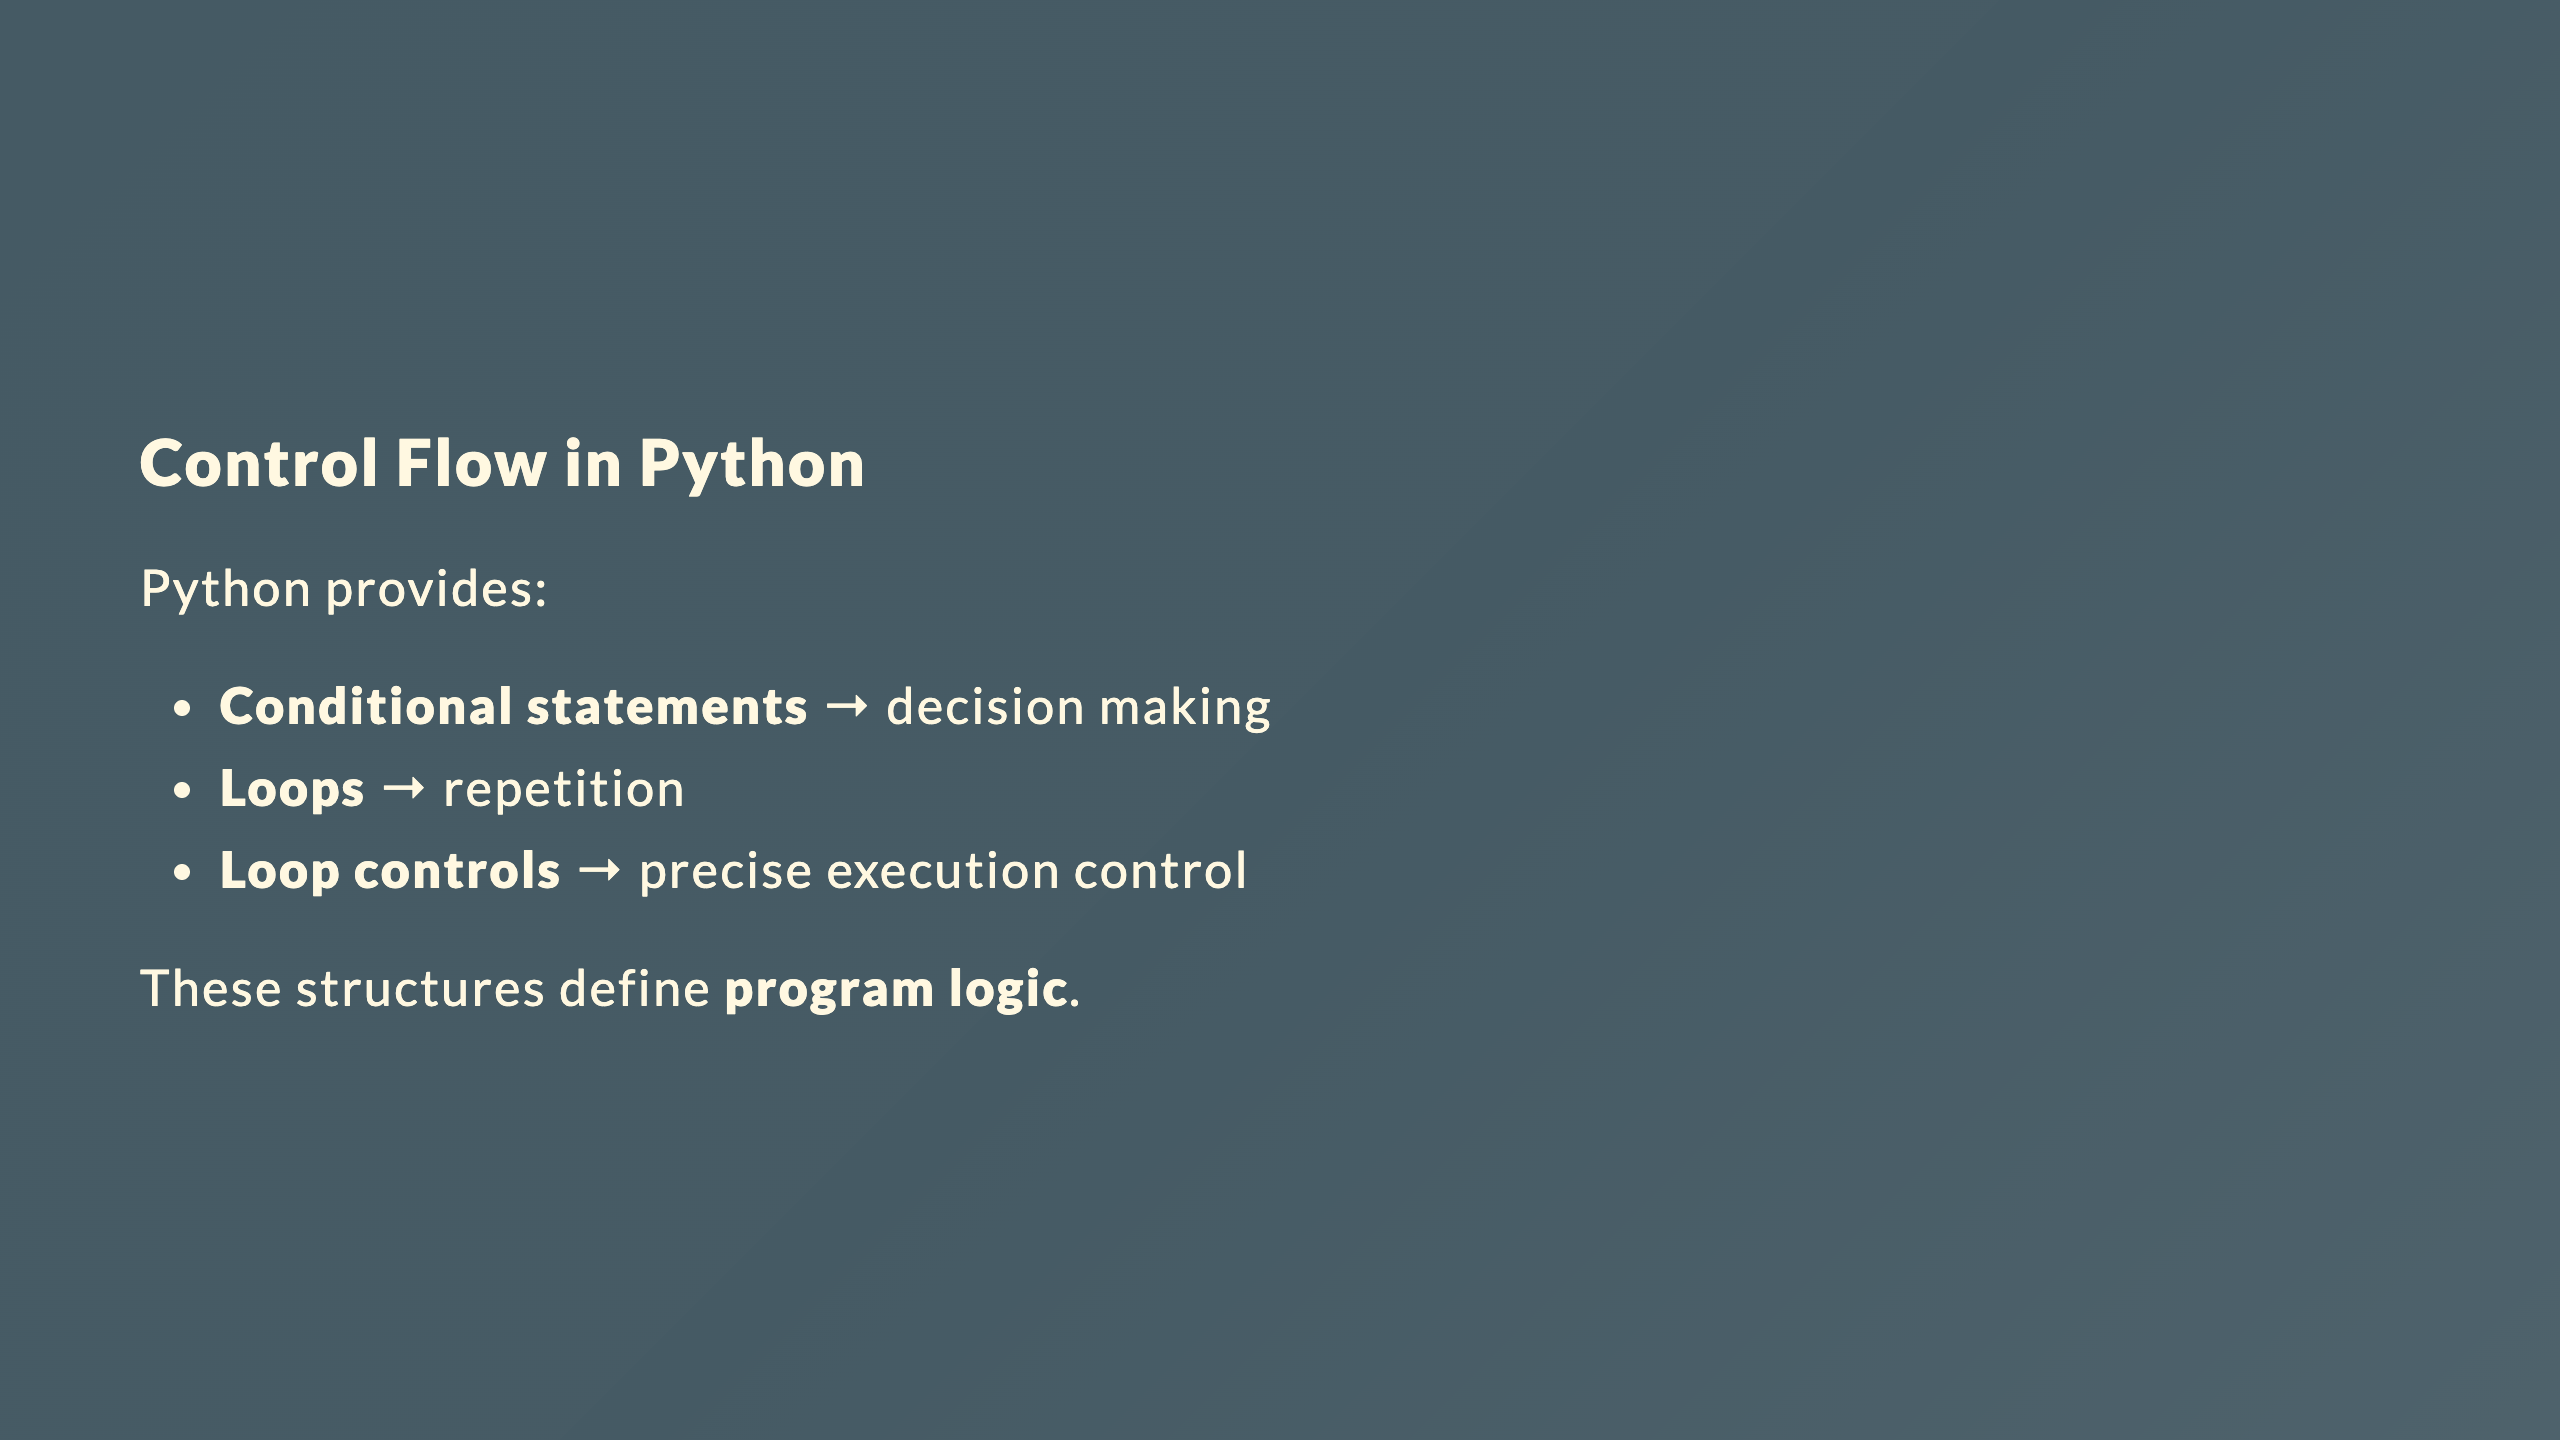 Control Flow in Python
Python provides:
• Conditional statements → decision making
• Loops → repetition
• Loop controls → precise execution control
These structures define program logic.